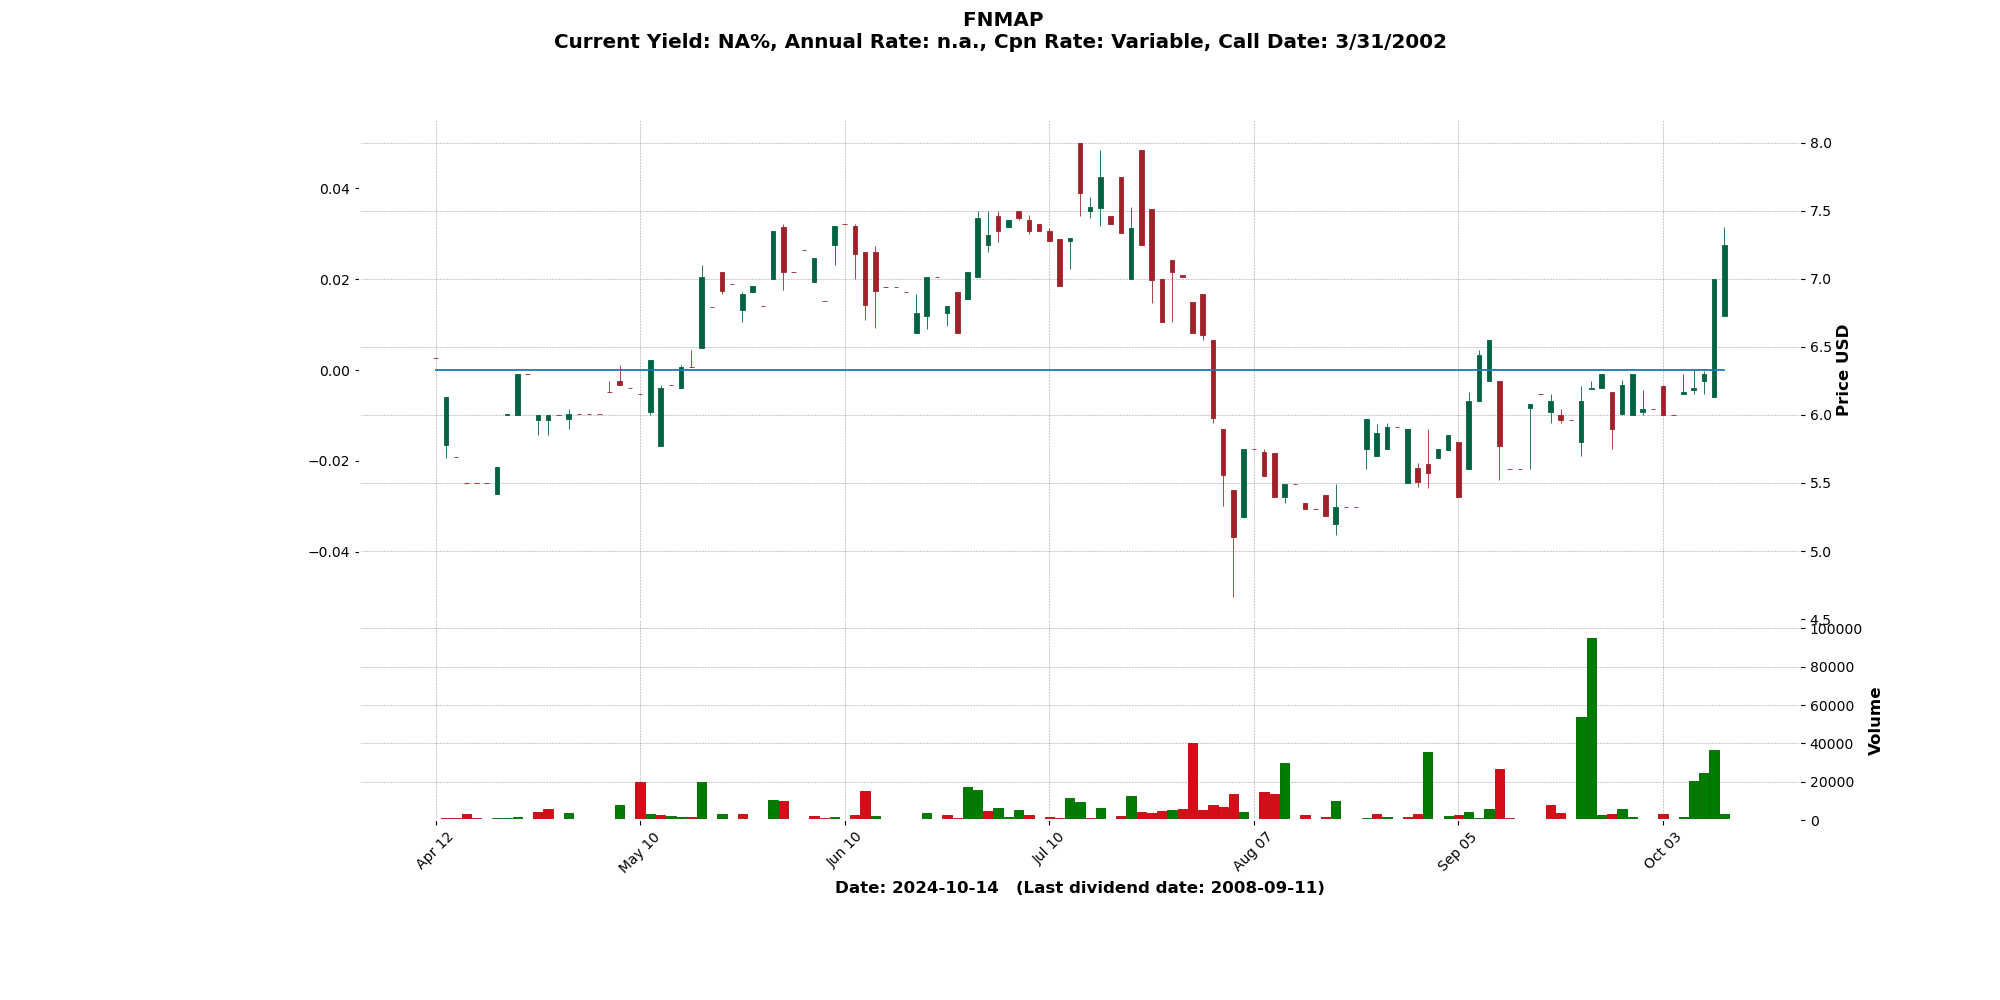 FNMAP
Current Yield: NA%, Annual Rate: n.a., Cpn Rate: Variable, Call Date: 3/31/2002
0.04
0.02
0.00
−0.02
−0.04
8.0
7.5
7.0
6.5
6.0
5.5
5.0
4.5
Price USD
100000
80000
60000
40000
20000
0
Volume
Apr 12
May 10
Jun 10
Jul 10
Aug 07
Sep 05
Oct 03
Date: 2024-10-14 (Last dividend date: 2008-09-11)